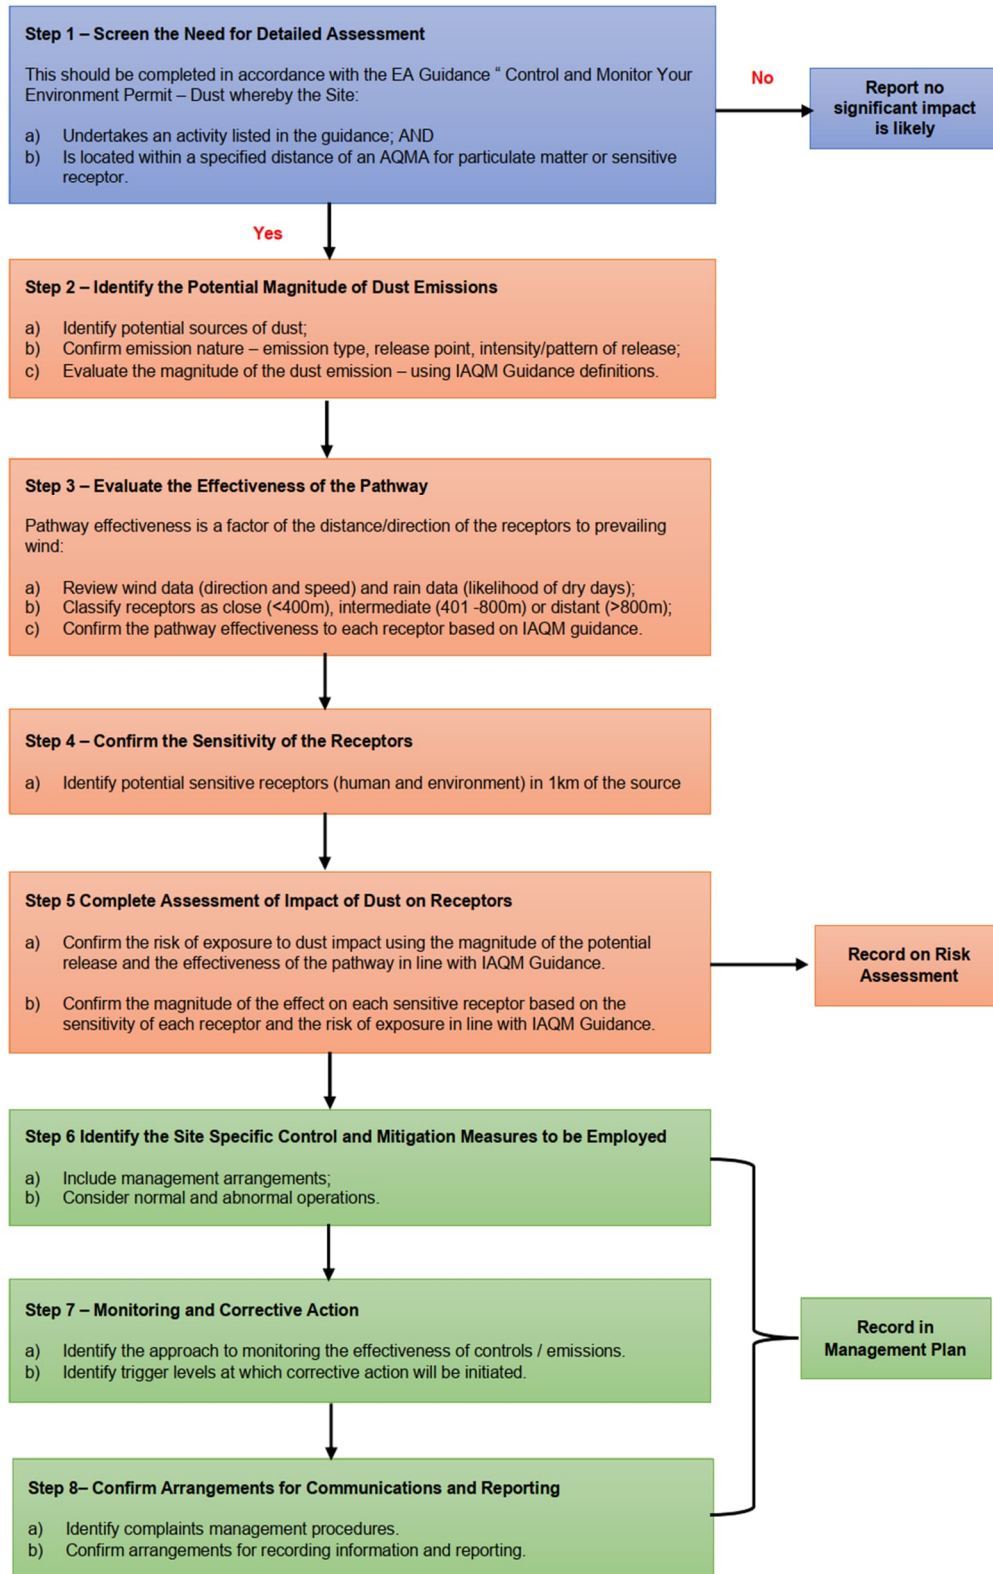 Step 1 – Screen the Need for Detailed Assessment
This should be completed in accordance with the EA Guidance “ Control and Monitor Your
Environment Permit – Dust whereby the Site:
a) Undertakes an activity listed in the guidance; AND
b) Is located within a specified distance of an AQMA for particulate matter or sensitive
receptor.
No
Report no
significant impact
is likely
Yes
Step 2 – Identify the Potential Magnitude of Dust Emissions
a) Identify potential sources of dust;
b) Confirm emission nature – emission type, release point, intensity/pattern of release;
c) Evaluate the magnitude of the dust emission – using IAQM Guidance definitions.
Step 3 – Evaluate the Effectiveness of the Pathway
Pathway effectiveness is a factor of the distance/direction of the receptors to prevailing
wind:
a) Review wind data (direction and speed) and rain data (likelihood of dry days);
b) Classify receptors as close (<400m), intermediate (401 -800m) or distant (>800m);
c) Confirm the pathway effectiveness to each receptor based on IAQM guidance.
Step 4 – Confirm the Sensitivity of the Receptors
a) Identify potential sensitive receptors (human and environment) in 1km of the source
Step 5 Complete Assessment of Impact of Dust on Receptors
a) Confirm the risk of exposure to dust impact using the magnitude of the potential
release and the effectiveness of the pathway in line with IAQM Guidance.
b) Confirm the magnitude of the effect on each sensitive receptor based on the
sensitivity of each receptor and the risk of exposure in line with IAQM Guidance.
Record on Risk
Assessment
Step 6 Identify the Site Specific Control and Mitigation Measures to be Employed
a) Include management arrangements;
b) Consider normal and abnormal operations.
Step 7 – Monitoring and Corrective Action
a) Identify the approach to monitoring the effectiveness of controls / emissions.
b) Identify trigger levels at which corrective action will be initiated.
Record in
Management Plan
Step 8– Confirm Arrangements for Communications and Reporting
a) Identify complaints management procedures.
b) Confirm arrangements for recording information and reporting.